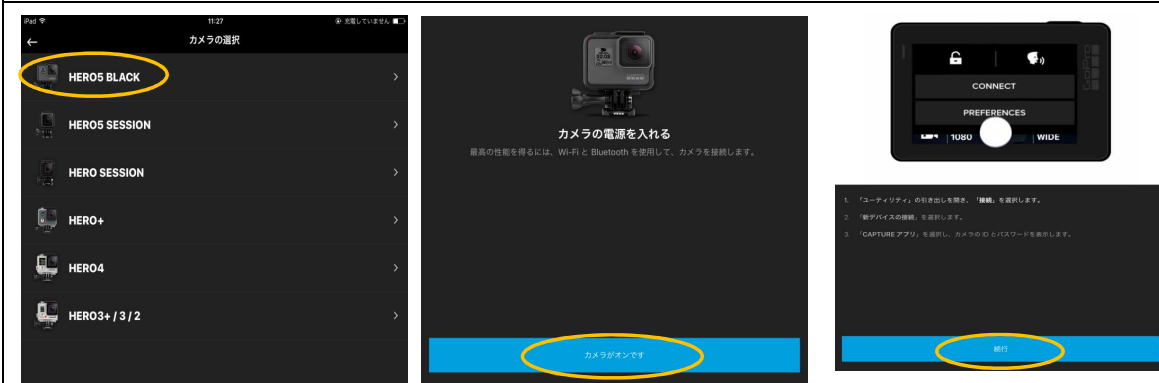 iPad 11:27 充電していません
カメラの選択
HERO5 BLACK
HERO5 SESSION
HERO SESSION
HERO+
HERO4
HERO3+ / 3 / 2
カメラの電源を入れる
最高の性能を得るには、Wi-Fi と Bluetooth を使用して、カメラを接続します。
カメラがオンです
CONNECT
PREFERENCES
1080 WIDE
GoPro
1. 「ユーティリティ」の引き出しを開き、「接続」を選択します。
2. 「新デバイスの接続」を選択します。
3. 「CAPTURE アプリ」を選択し、カメラの ID とパスワードを表示します。
続行